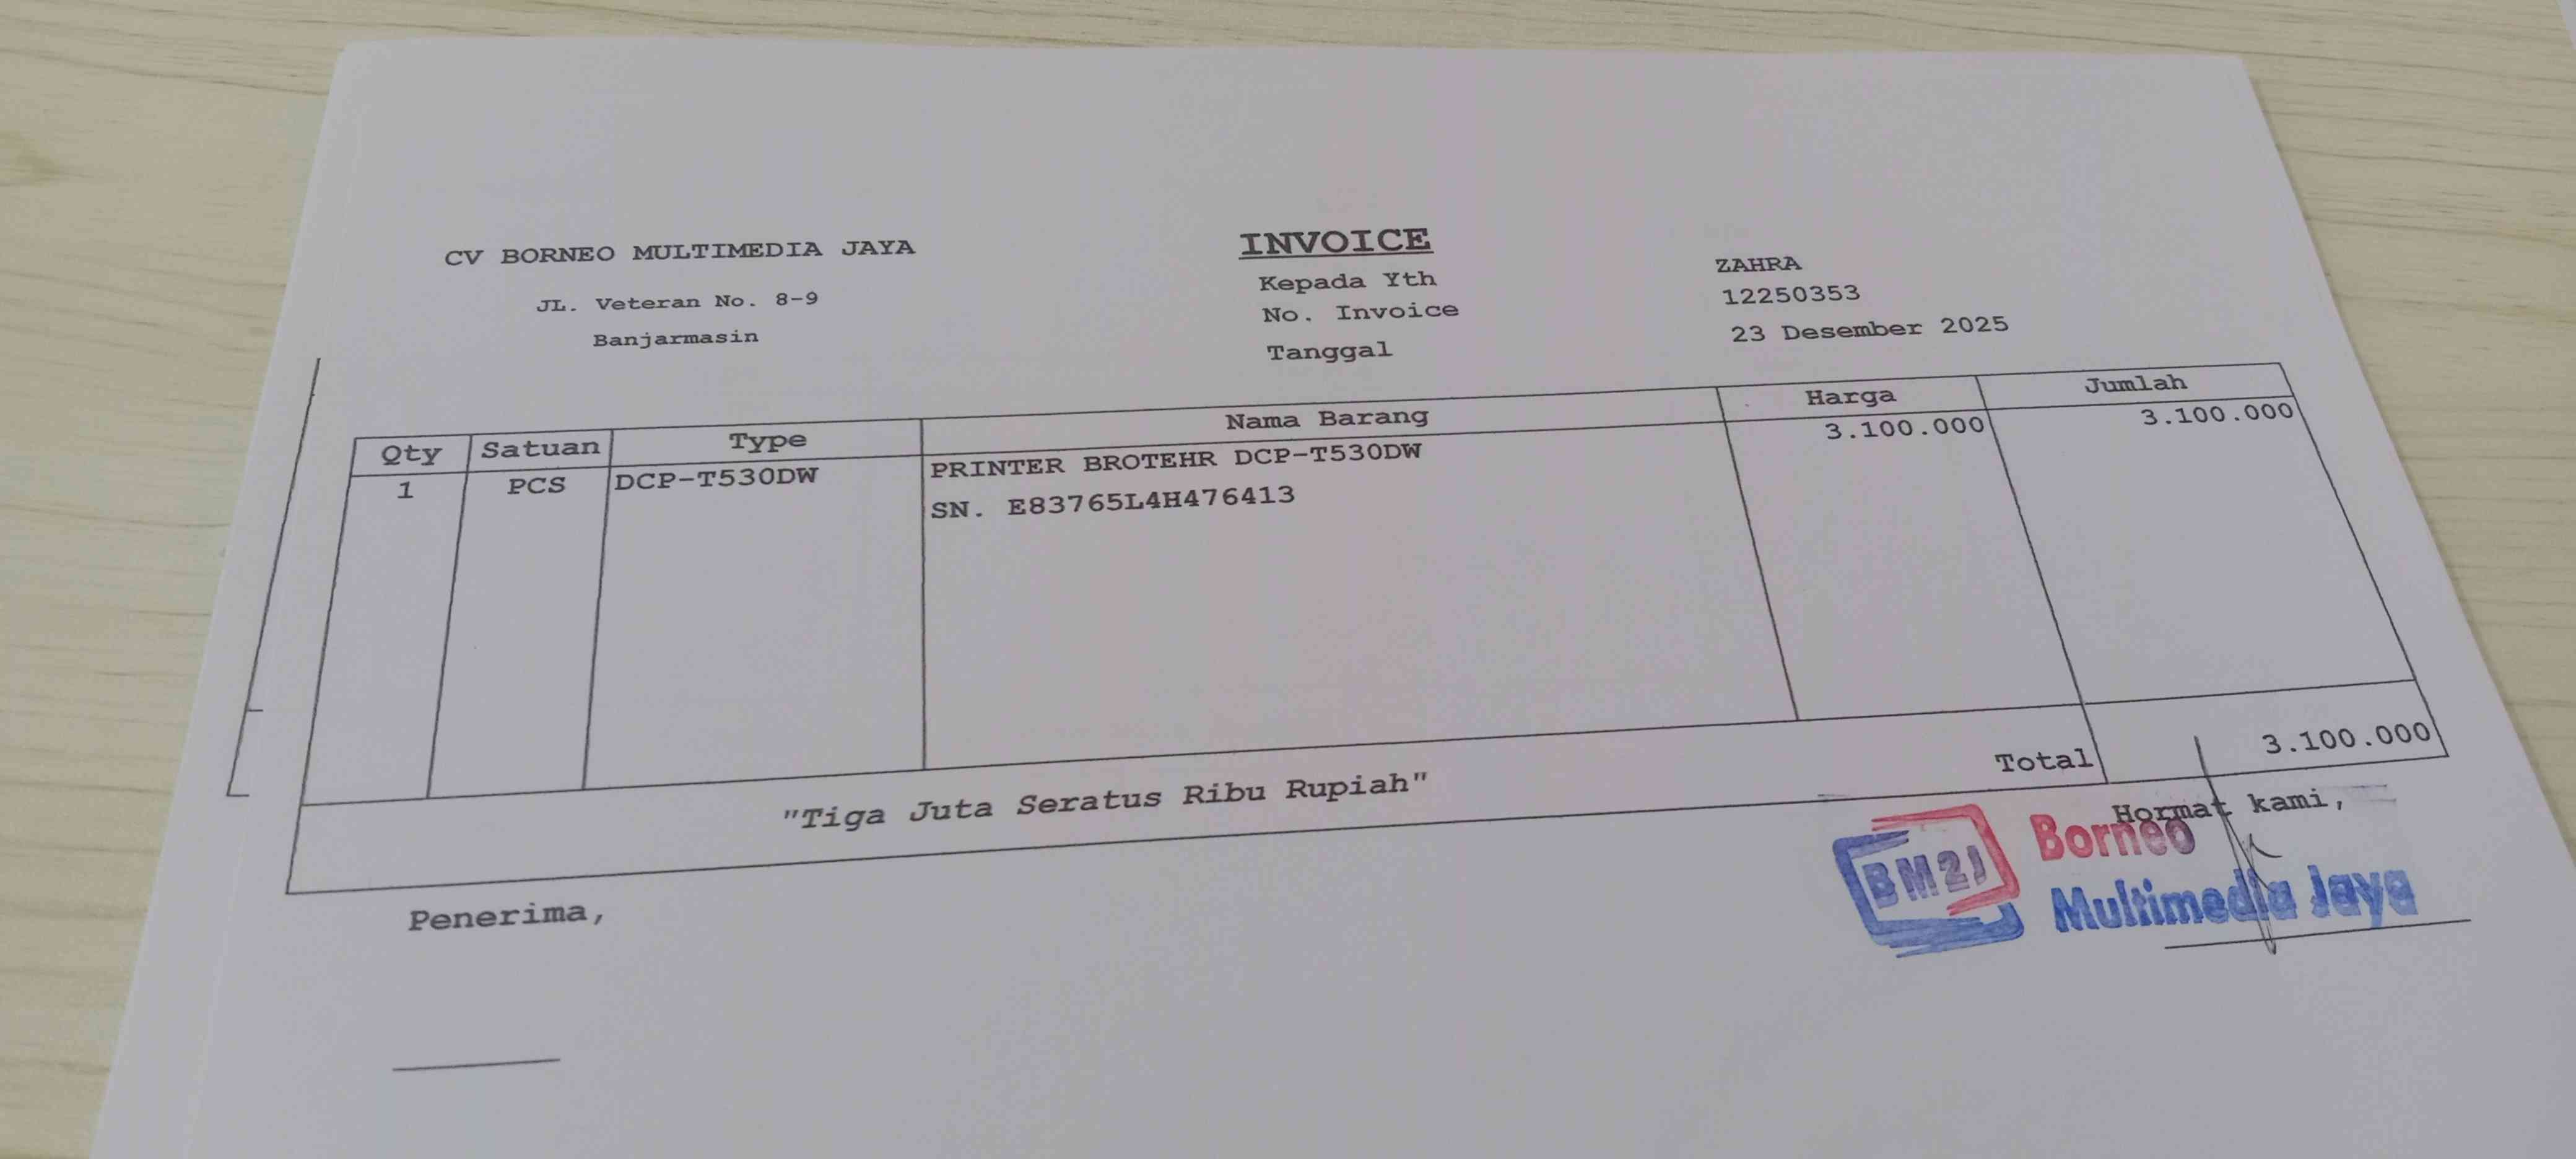 CV BORNEO MULTIMEDIA JAYA
JL. Veteran No. 8-9
Banjarmasin
INVOICE
Kepada Yth ZAHRA
No. Invoice 12250353
Tanggal 23 Desember 2025
Qty Satuan Type Nama Barang Harga Jumlah
1 PCS DCP-T530DW PRINTER BROTEHR DCP-T530DW 3.100.000 3.100.000
SN. E83765L4H476413
"Tiga Juta Seratus Ribu Rupiah" Total 3.100.000
Penerima, Hormat kami,
BM2J Borneo
Multimedia Jaya